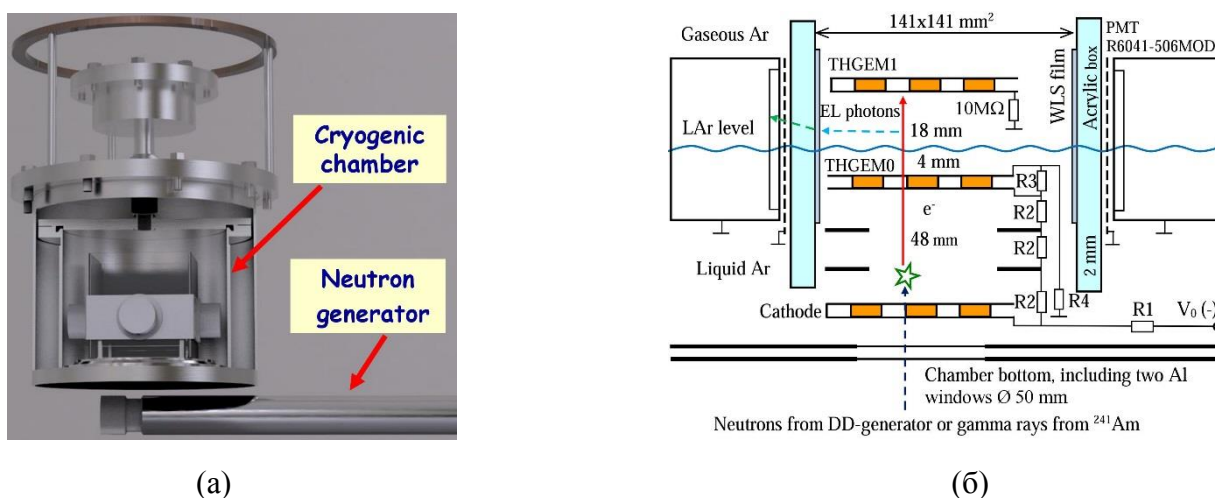 Cryogenic
chamber
Neutron
generator
(а)
141x141 mm²
PMT
R6041-506MOD
Gaseous Ar
THGEM1
WLS film
Acrylic box
10MΩ
EL photons
LAr level
18 mm
4 mm
THGEM0
R3
e⁻
R2
48 mm
R2
Liquid Ar
2 mm
Cathode
R2
R4
R1
V₀ (-)
Chamber bottom, including two Al
windows Ø 50 mm
Neutrons from DD-generator or gamma rays from ²⁴¹Am
(б)